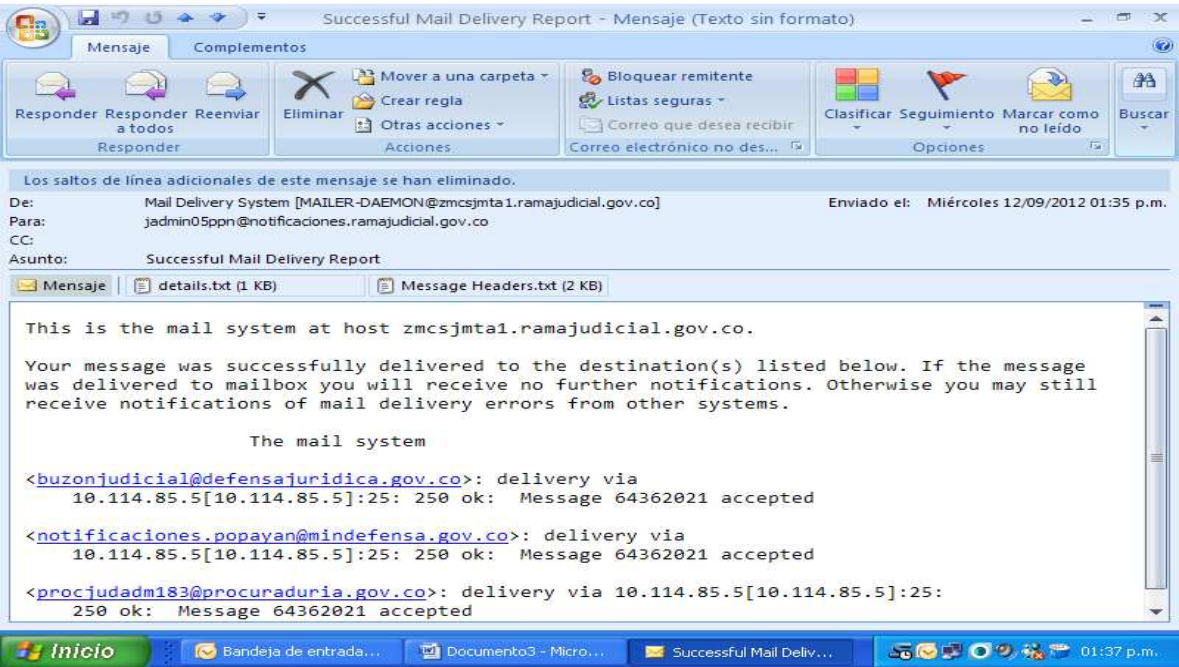 Successful Mail Delivery Report - Mensaje (Texto sin formato)
Mensaje Complementos
Responder Responder a todos Reenviar
Responder
Eliminar
Mover a una carpeta
Crear regla
Otras acciones
Acciones
Bloquear remitente
Listas seguras
Correo que desea recibir
Correo electrónico no des...
Clasificar Seguimiento Marcar como no leído
Opciones
Buscar
Los saltos de línea adicionales de este mensaje se han eliminado.
De: Mail Delivery System [MAILER-DAEMON@zmcsjmta1.ramajudicial.gov.co] Enviado el: Miércoles 12/09/2012 01:35 p.m.
Para: jadmin05ppn@notificaciones.ramajudicial.gov.co
CC:
Asunto: Successful Mail Delivery Report
Mensaje details.txt (1 KB) Message Headers.txt (2 KB)
This is the mail system at host zmcsjmta1.ramajudicial.gov.co.
Your message was successfully delivered to the destination(s) listed below. If the message
was delivered to mailbox you will receive no further notifications. Otherwise you may still
receive notifications of mail delivery errors from other systems.
The mail system
<buzonjudicial@defensajuridica.gov.co>: delivery via
10.114.85.5[10.114.85.5]:25: 250 ok: Message 64362021 accepted
<notificaciones.popayan@mindefensa.gov.co>: delivery via
10.114.85.5[10.114.85.5]:25: 250 ok: Message 64362021 accepted
<procjudadm183@procuraduria.gov.co>: delivery via 10.114.85.5[10.114.85.5]:25:
250 ok: Message 64362021 accepted
Inicio Bandeja de entrada... Documento3 - Micro... Successful Mail Deliv... 01:37 p.m.